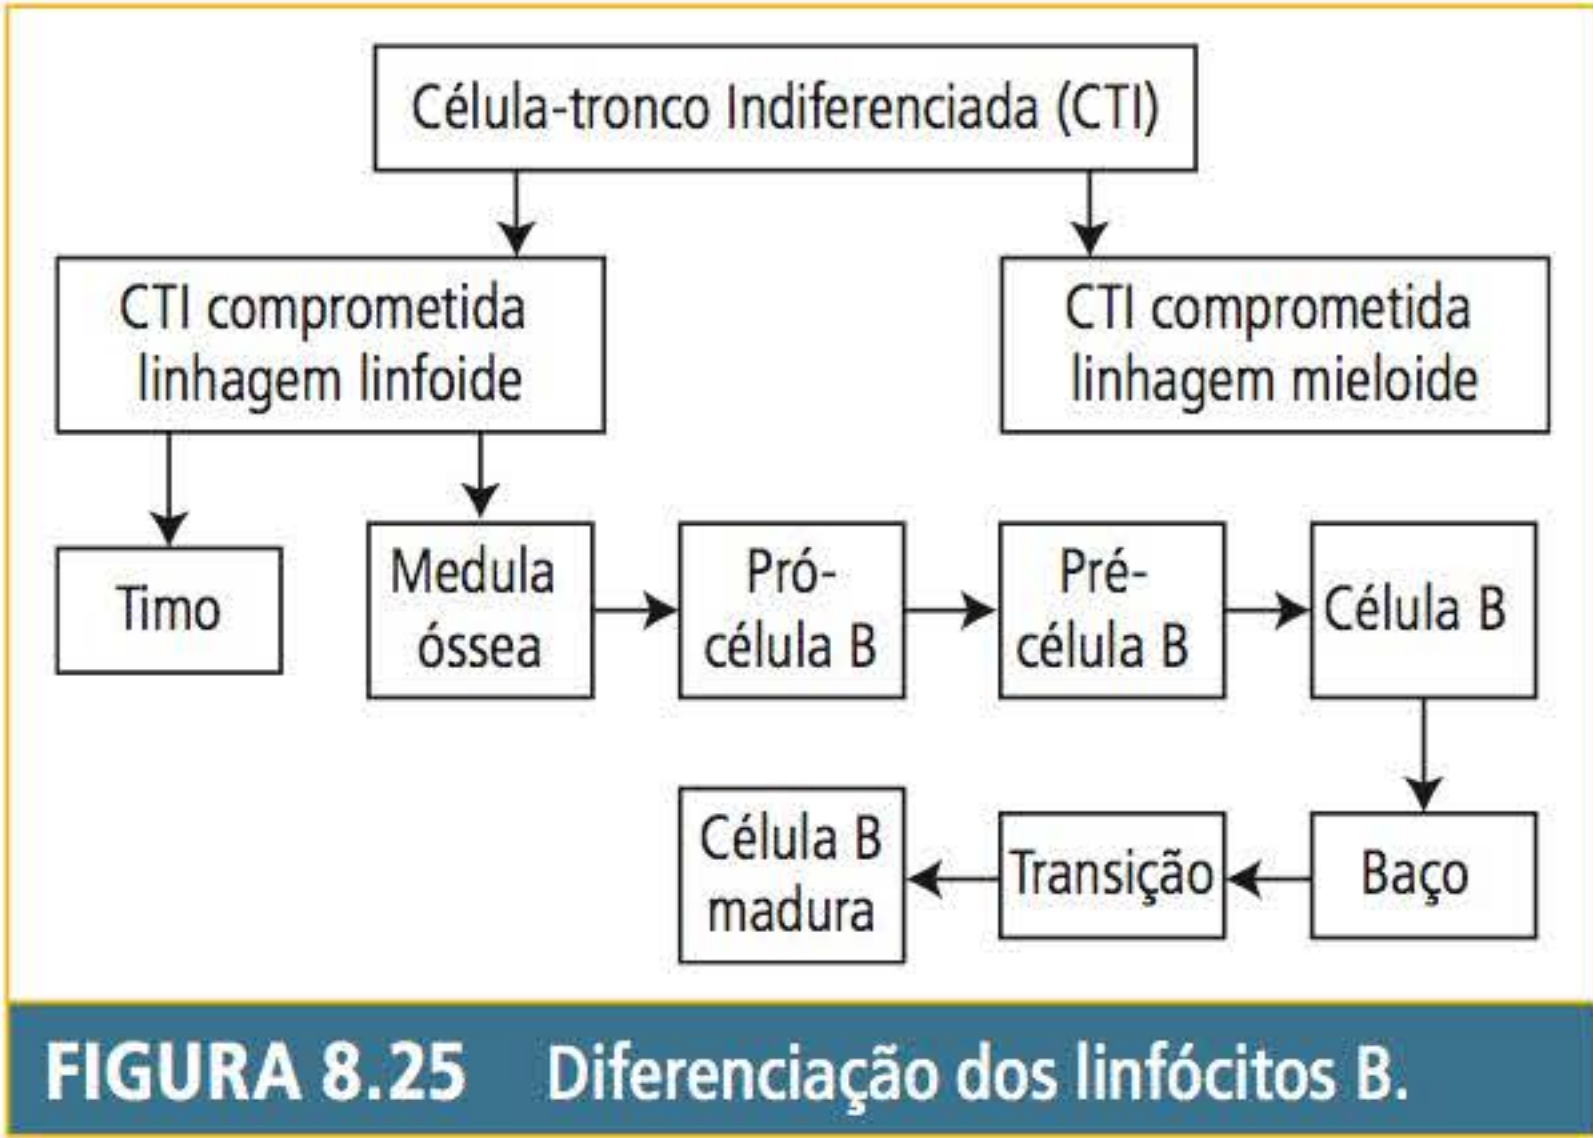 Célula-tronco Indiferenciada (CTI)
CTI comprometida
linhagem linfoide
CTI comprometida
linhagem mieloide
Timo
Medula
óssea
Pró-
célula B
Pré-
célula B
Célula B
Baço
Transição
Célula B
madura
FIGURA 8.25 Diferenciação dos linfócitos B.